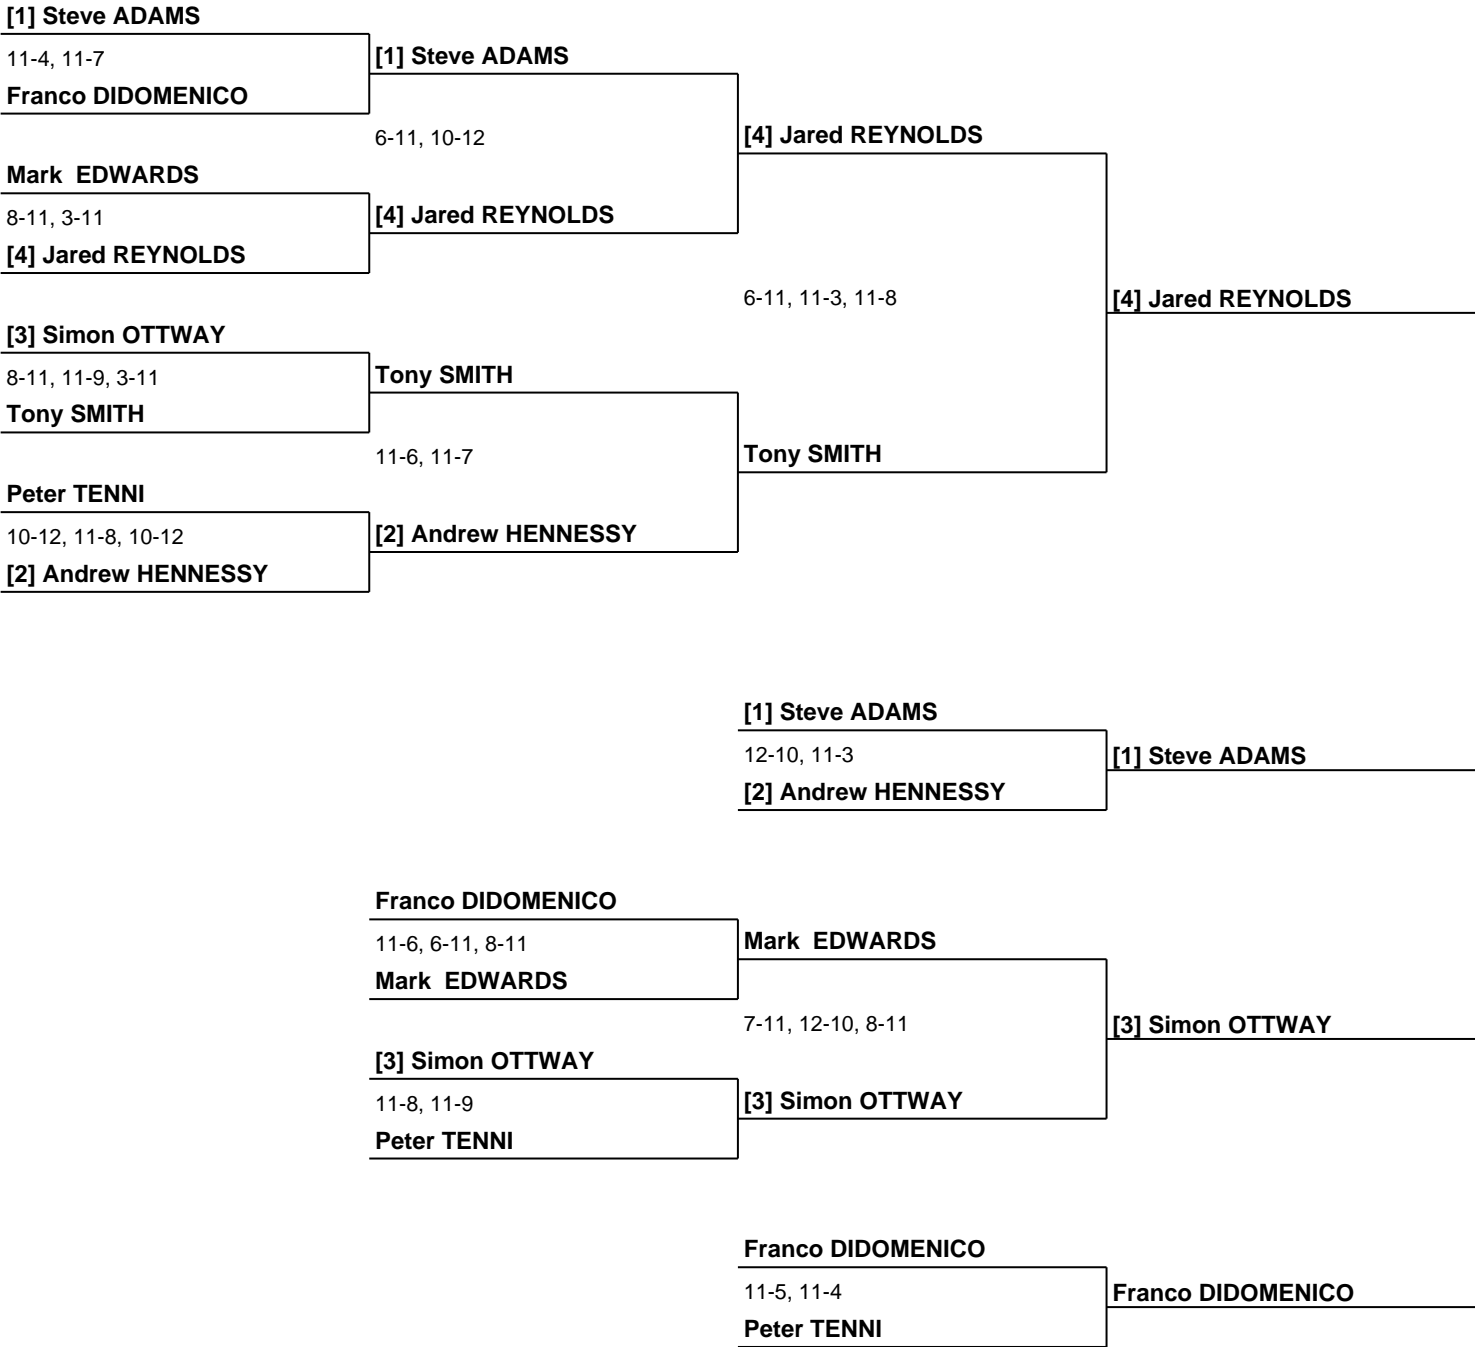 [1] Steve ADAMS
11-4, 11-7
[1] Steve ADAMS
Franco DIDOMENICO
6-11, 10-12
[4] Jared REYNOLDS
Mark  EDWARDS
8-11, 3-11
[4] Jared REYNOLDS
[4] Jared REYNOLDS
6-11, 11-3, 11-8
[4] Jared REYNOLDS
[3] Simon OTTWAY
8-11, 11-9, 3-11
Tony SMITH
Tony SMITH
11-6, 11-7
Tony SMITH
Peter TENNI
10-12, 11-8, 10-12
[2] Andrew HENNESSY
[2] Andrew HENNESSY
[1] Steve ADAMS
12-10, 11-3
[1] Steve ADAMS
[2] Andrew HENNESSY
Franco DIDOMENICO
11-6, 6-11, 8-11
Mark  EDWARDS
Mark  EDWARDS
7-11, 12-10, 8-11
[3] Simon OTTWAY
[3] Simon OTTWAY
11-8, 11-9
[3] Simon OTTWAY
Peter TENNI
Franco DIDOMENICO
11-5, 11-4
Franco DIDOMENICO
Peter TENNI